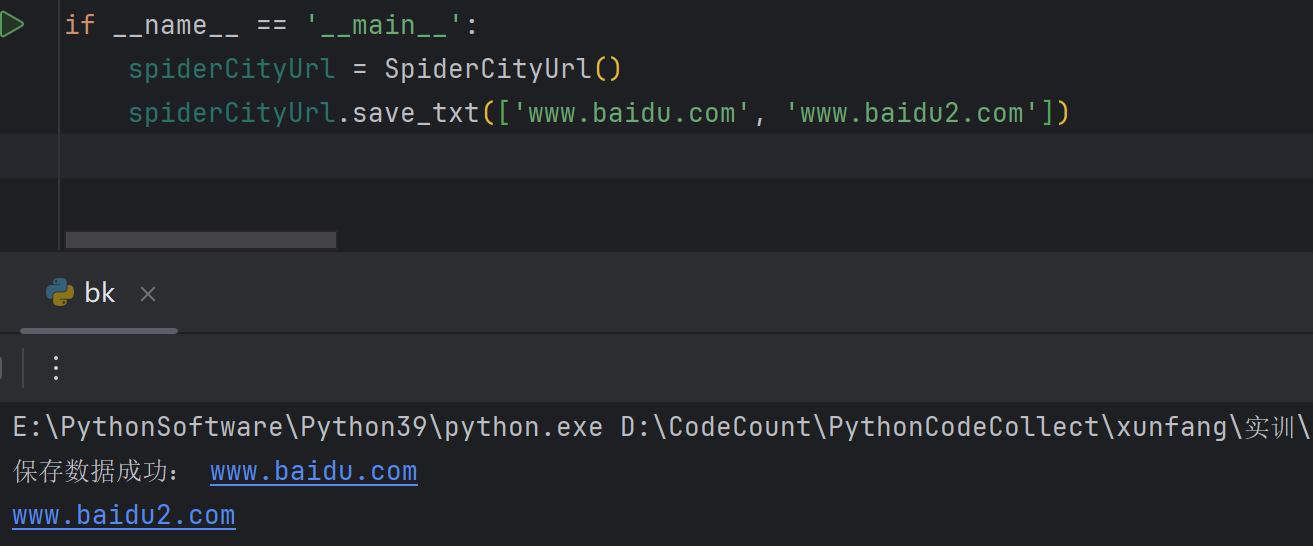 if __name__ == '__main__':
    spiderCityUrl = SpiderCityUrl()
    spiderCityUrl.save_txt(['www.baidu.com', 'www.baidu2.com'])
bk
E:\PythonSoftware\Python39\python.exe D:\CodeCount\PythonCodeCollect\xunfang\实训\
保存数据成功： www.baidu.com
www.baidu2.com